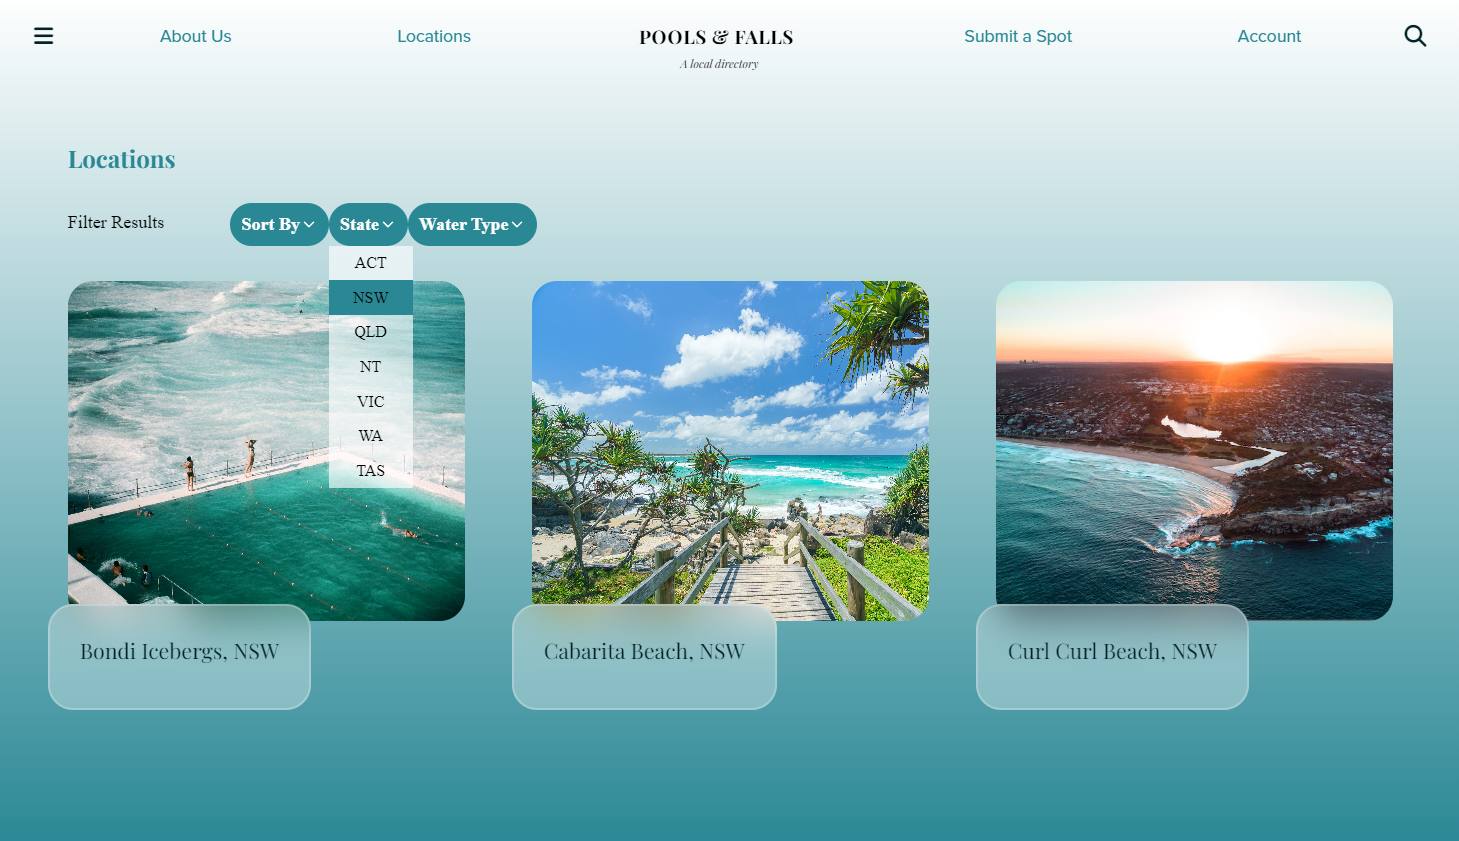 About Us
Locations
POOLS & FALLS
A local directory
Submit a Spot
Account
Locations
Filter Results
Sort By
State
Water Type
ACT
NSW
QLD
NT
VIC
WA
TAS
Bondi Icebergs, NSW
Cabarita Beach, NSW
Curl Curl Beach, NSW